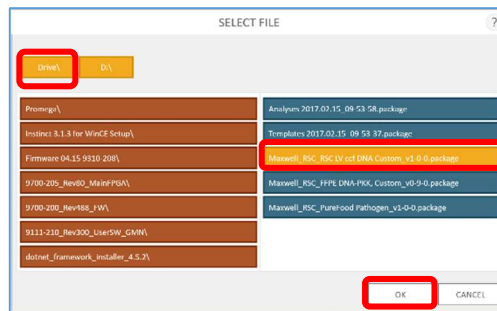 SELECT FILE
?
Drive\
D:\
Promega\
Instinct 3.1.3 for WinCE Setup\
Firmware 04.15 9310-208\
9700-205_Rev80_MainFPGA\
9700-200_Rev488_FW\
9111-210_Rev300_UserSW_GMN\
dotnet_framework_installer_4.5.2\
Analyses 2017.02.15_09-53-58.package
Templates 2017.02.15_09-53-37.package
Maxwell_RSC_RSC LV ccf DNA Custom_v1-0-0.package
Maxwell_RSC_FFPE DNA-PKK, Custom_v0-9-0.package
Maxwell_RSC_PureFood Pathogen_v1-0-0.package
OK
CANCEL